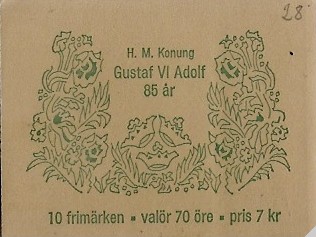 28
H. M. Konung
Gustaf VI Adolf
85 år
10 frimärken ▪ valör 70 öre ▪ pris 7 kr